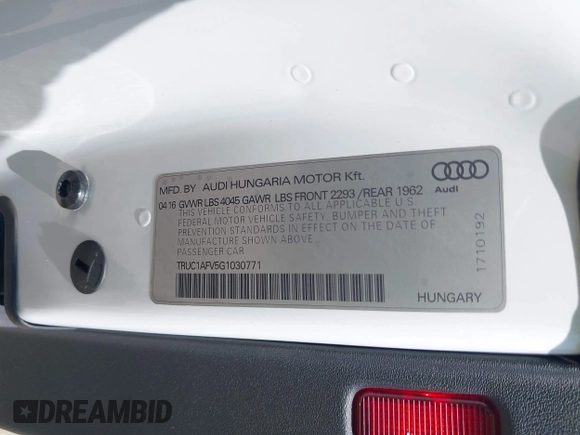 MFD. BY AUDI HUNGARIA MOTOR Kft.
04 16 GVWR LBS 4045 GAWR LBS FRONT 2293 /REAR 1962
THIS VEHICLE CONFORMS TO ALL APPLICABLE U.S.
FEDERAL MOTOR VEHICLE SAFETY, BUMPER AND THEFT
PREVENTION STANDARDS IN EFFECT ON THE DATE OF
MANUFACTURE SHOWN ABOVE.
PASSENGER CAR
TRUC1AFV5G1030771
Audi
1710192
HUNGARY
DREAMBID